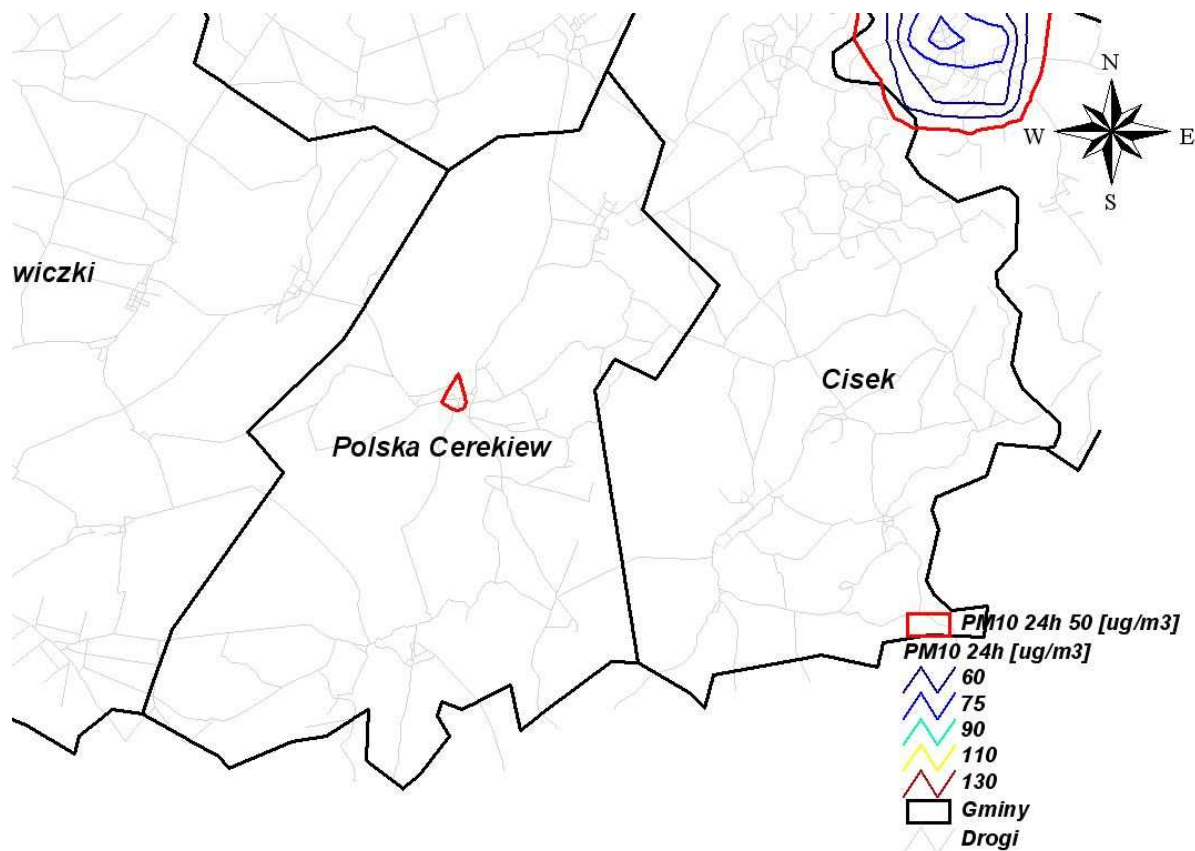 N
W E
S
wiczki
Cisek
Polska Cerekiew
PM10 24h 50 [ug/m3]
PM10 24h [ug/m3]
60
75
90
110
130
Gminy
Drogi